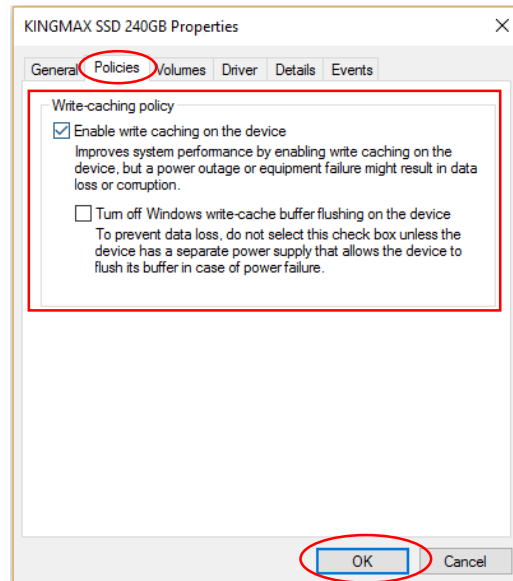 KINGMAX SSD 240GB Properties
General Policies Volumes Driver Details Events
Write-caching policy
Enable write caching on the device
Improves system performance by enabling write caching on the
device, but a power outage or equipment failure might result in data
loss or corruption.
Turn off Windows write-cache buffer flushing on the device
To prevent data loss, do not select this check box unless the
device has a separate power supply that allows the device to
flush its buffer in case of power failure.
OK Cancel